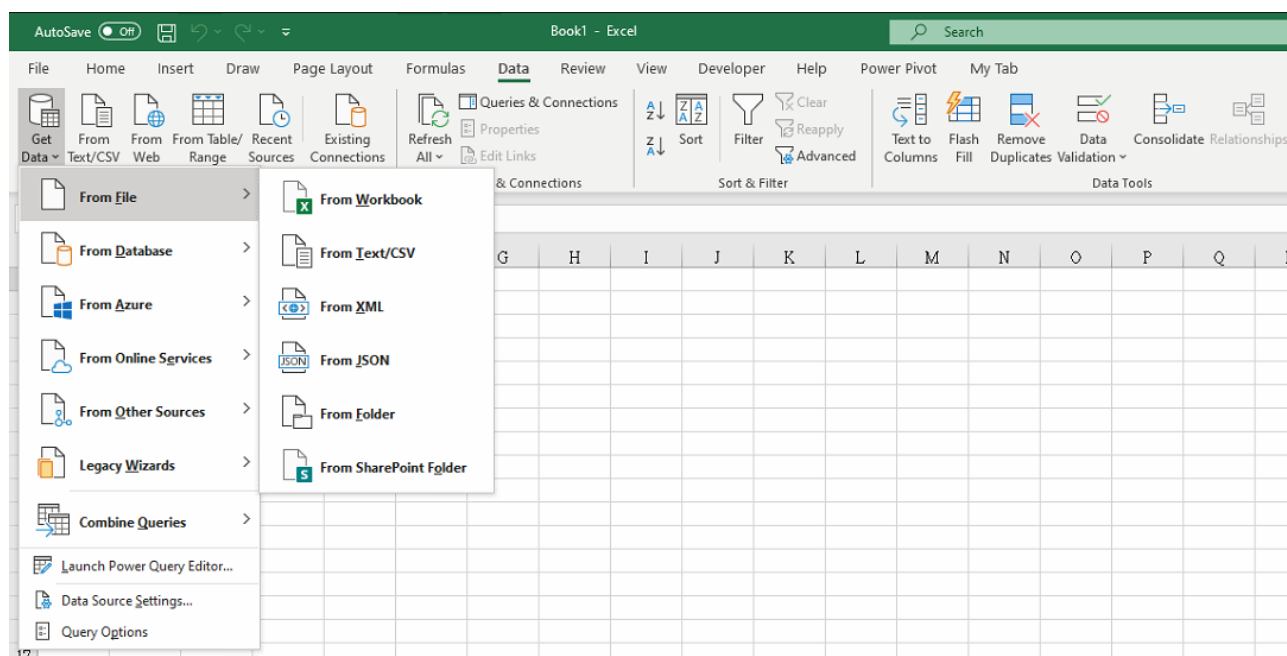 AutoSave Off Book1 - Excel Search
File Home Insert Draw Page Layout Formulas Data Review View Developer Help Power Pivot My Tab
Get Data
From Text/CSV
From Web
From Table/ Range
Recent Sources
Existing Connections
Refresh All
Queries & Connections
Properties
Edit Links
& Connections
Sort
Filter
Clear
Reapply
Advanced
Sort & Filter
Text to Columns
Flash Fill
Remove Duplicates
Data Validation
Consolidate
Relationships
Data Tools
From File
From Database
From Azure
From Online Services
From Other Sources
Legacy Wizards
Combine Queries
Launch Power Query Editor...
Data Source Settings...
Query Options
From Workbook
From Text/CSV
From XML
JSON From JSON
From Folder
From SharePoint Folder
G H I J K L M N O P Q
17